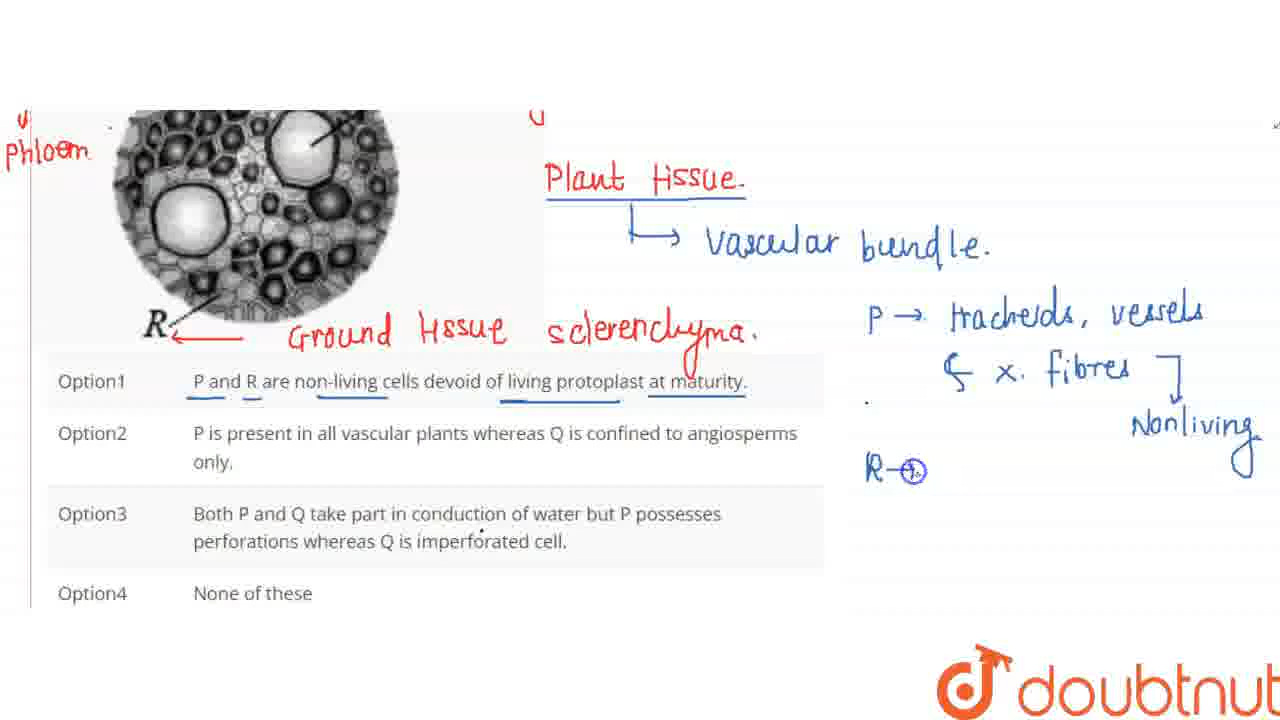 Phloem
Plant tissue.
Vascular bundle.
P → tracheids, vessels
R
Ground tissue sclerenchyma.
& x. fibres
Nonliving
Option1 P and R are non-living cells devoid of living protoplast at maturity.
Option2 P is present in all vascular plants whereas Q is confined to angiosperms
only.
R →
Option3 Both P and Q take part in conduction of water but P possesses
perforations whereas Q is imperforated cell.
Option4 None of these
doubtnut